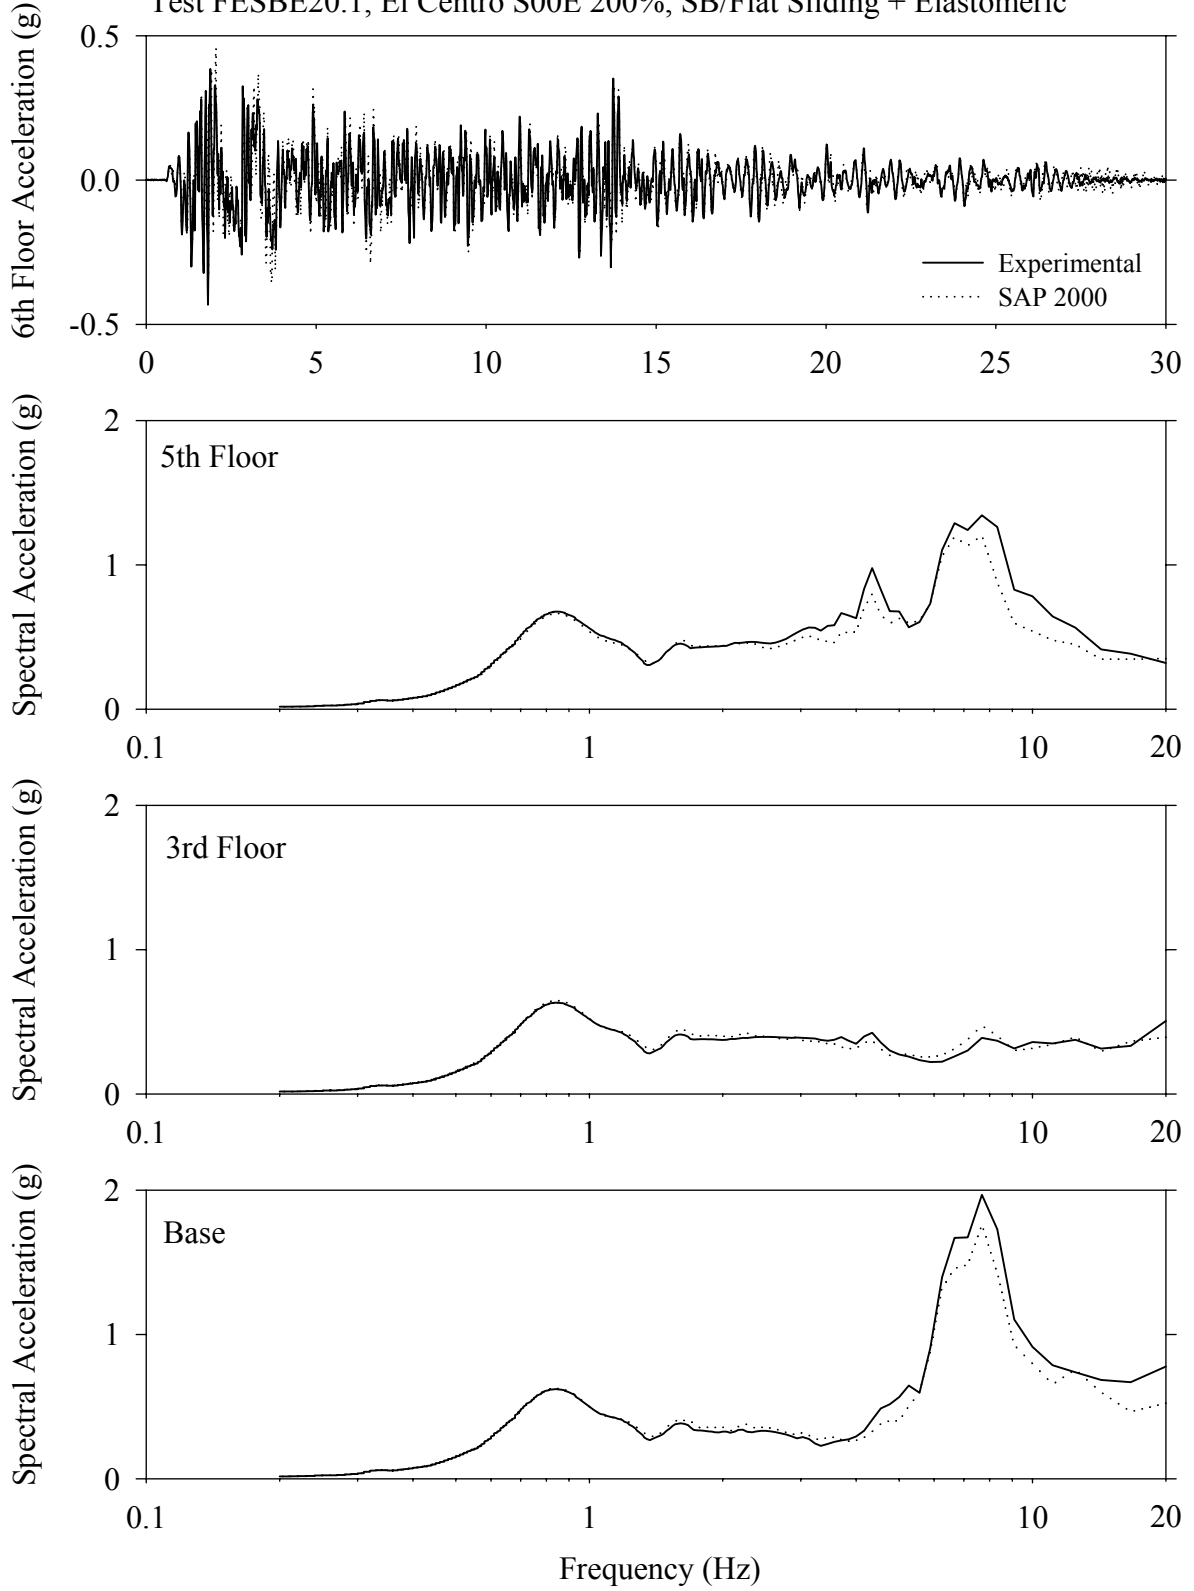 Test FESBE20.1, El Centro S00E 200%, SB/Flat Sliding + Elastomeric
6th Floor Acceleration (g)
0.5
0.0
-0.5
Experimental
SAP 2000
0 5 10 15 20 25 30
Spectral Acceleration (g)
2
1
0
5th Floor
0.1 1 10 20
Spectral Acceleration (g)
2
1
0
3rd Floor
0.1 1 10 20
Spectral Acceleration (g)
2
1
0
Base
0.1 1 10 20
Frequency (Hz)